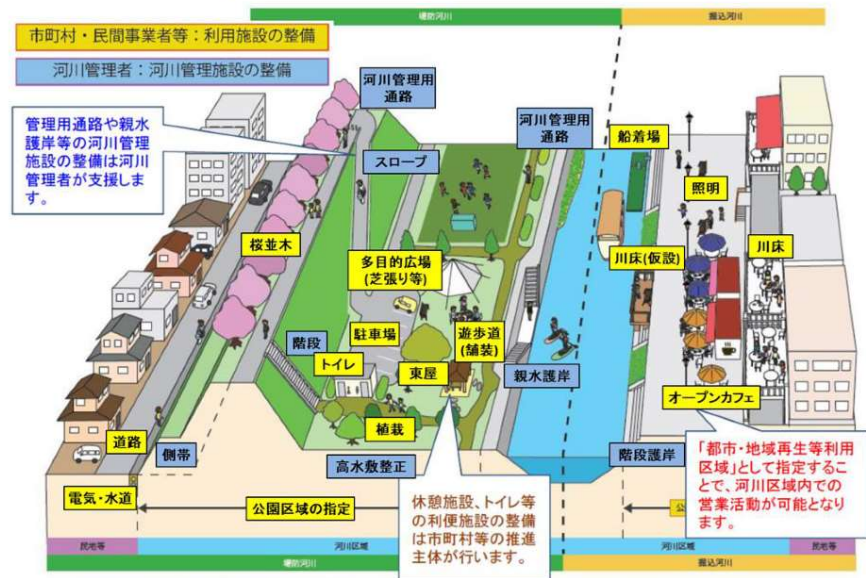 堤防河川
掘込河川
市町村・民間事業者等:利用施設の整備
河川管理者:河川管理施設の整備
管理用通路や親水
護岸等の河川管理
施設の整備は河川
管理者が支援しま
す。
河川管理用
通路
スロープ
河川管理用
通路
船着場
照明
桜並木
多目的広場
(芝張り等)
川床(仮設)
川床
階段
駐車場
遊歩道
(舗装)
トイレ
東屋
親水護岸
オープンカフェ
植栽
道路
側帯
高水敷整正
階段護岸
「都市・地域再生等利用
区域」として指定するこ
とで、河川区域内での
営業活動が可能となり
ます。
電気・水道
公園区域の指定
休憩施設、トイレ等
の利便施設の整備
は市町村等の推進
主体が行います。
民地等
河川区域
河川区域
民地等
堤防河川
掘込河川